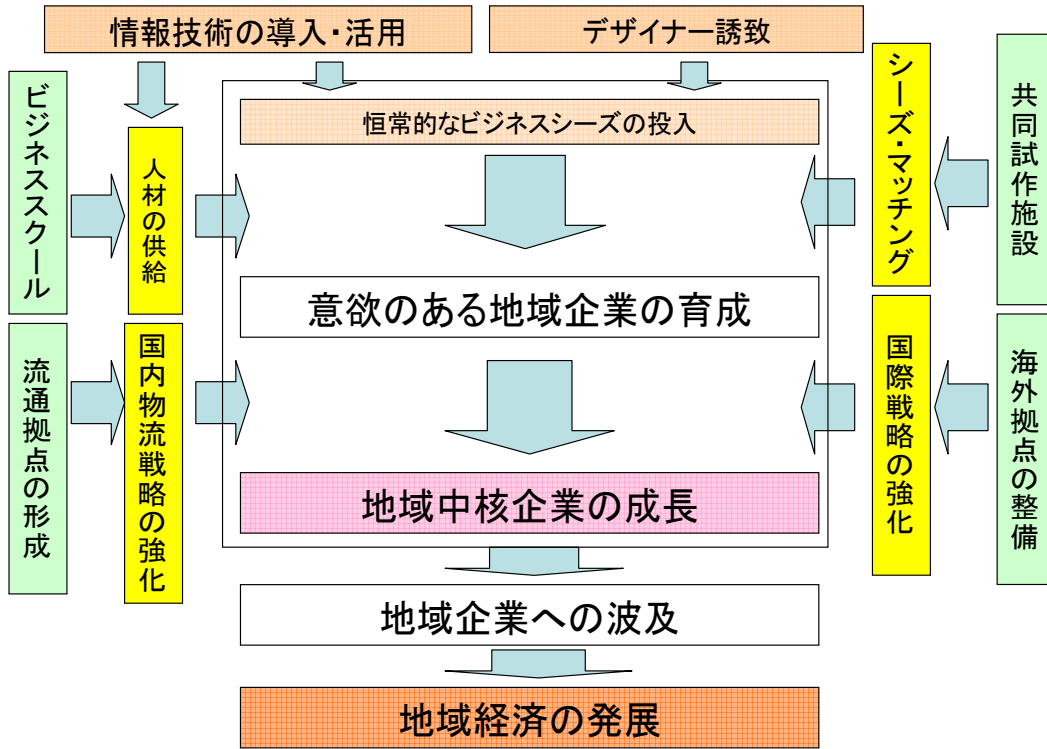 情報技術の導入・活用
デザイナー誘致
ビジネススクール
人材の供給
恒常的なビジネスシーズの投入
シーズ・マッチング
共同試作施設
意欲のある地域企業の育成
流通拠点の形成
国内物流戦略の強化
国際戦略の強化
海外拠点の整備
地域中核企業の成長
地域企業への波及
地域経済の発展